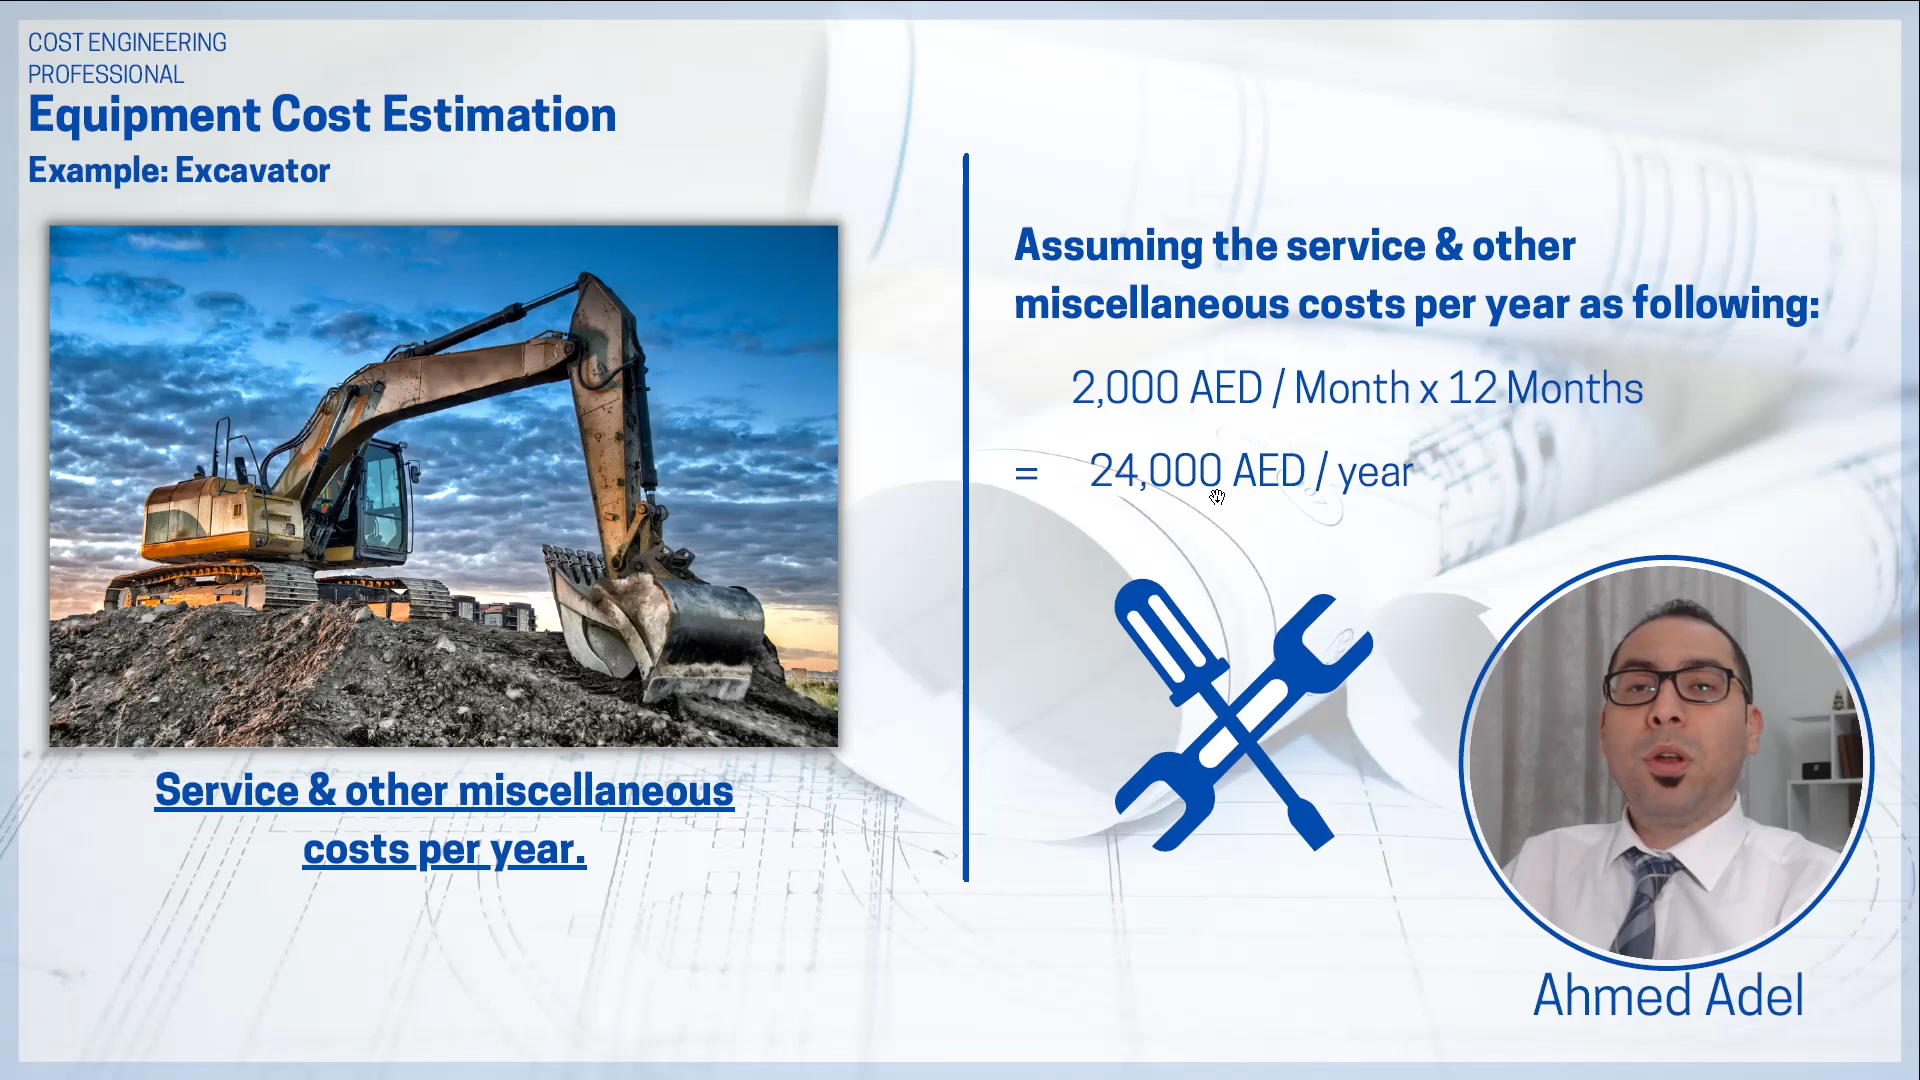 COST ENGINEERING
PROFESSIONAL
Equipment Cost Estimation
Example: Excavator
Service & other miscellaneous
costs per year.
Assuming the service & other
miscellaneous costs per year as following:
2,000 AED / Month x 12 Months
= 24,000 AED / year
Ahmed Adel